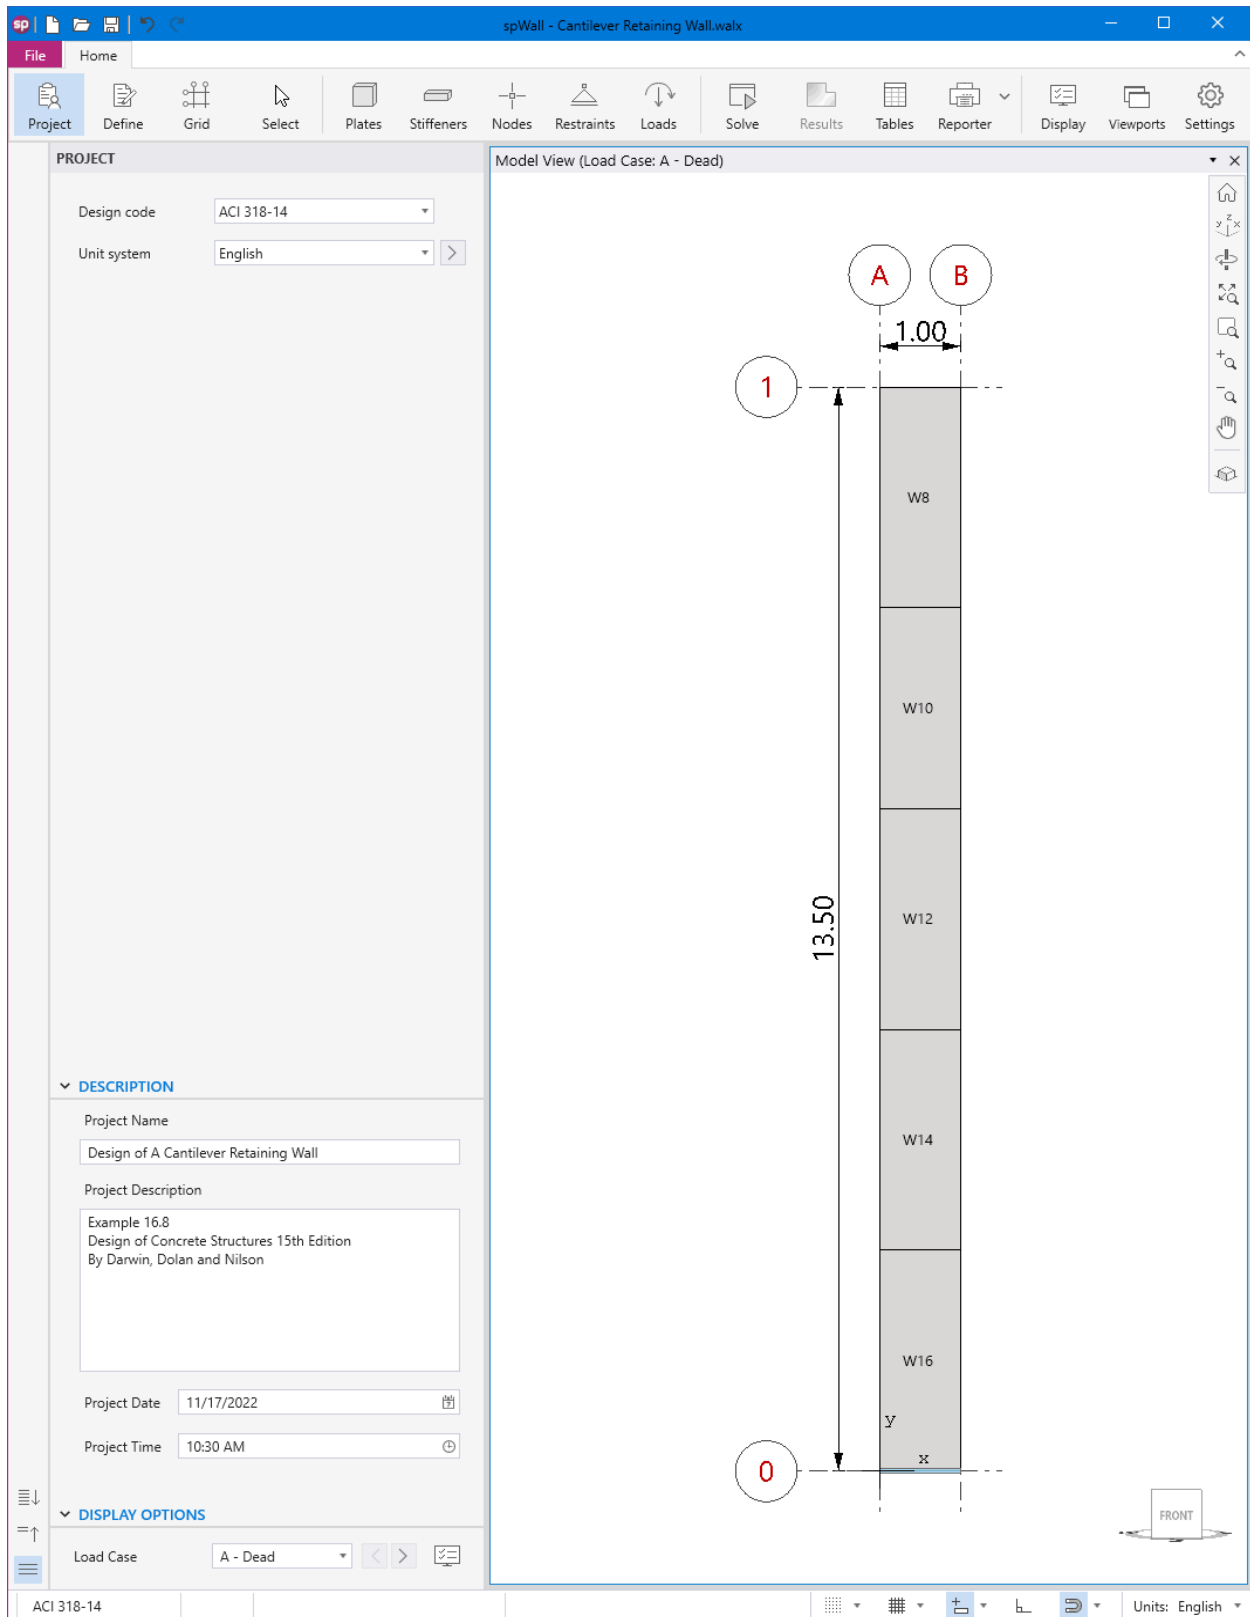 sp
spWall - Cantilever Retaining Wall.walx
File
Home
Project
Define
Grid
Select
Plates
Stiffeners
Nodes
Restraints
Loads
Solve
Results
Tables
Reporter
Display
Viewports
Settings
PROJECT
Design code
ACI 318-14
Unit system
English
DESCRIPTION
Project Name
Design of A Cantilever Retaining Wall
Project Description
Example 16.8
Design of Concrete Structures 15th Edition
By Darwin, Dolan and Nilson
Project Date
11/17/2022
Project Time
10:30 AM
DISPLAY OPTIONS
Load Case
A - Dead
Model View (Load Case: A - Dead)
z
y x
A
B
1.00
1
W8
W10
W12
13.50
W14
W16
y
x
0
FRONT
ACI 318-14
Units: English